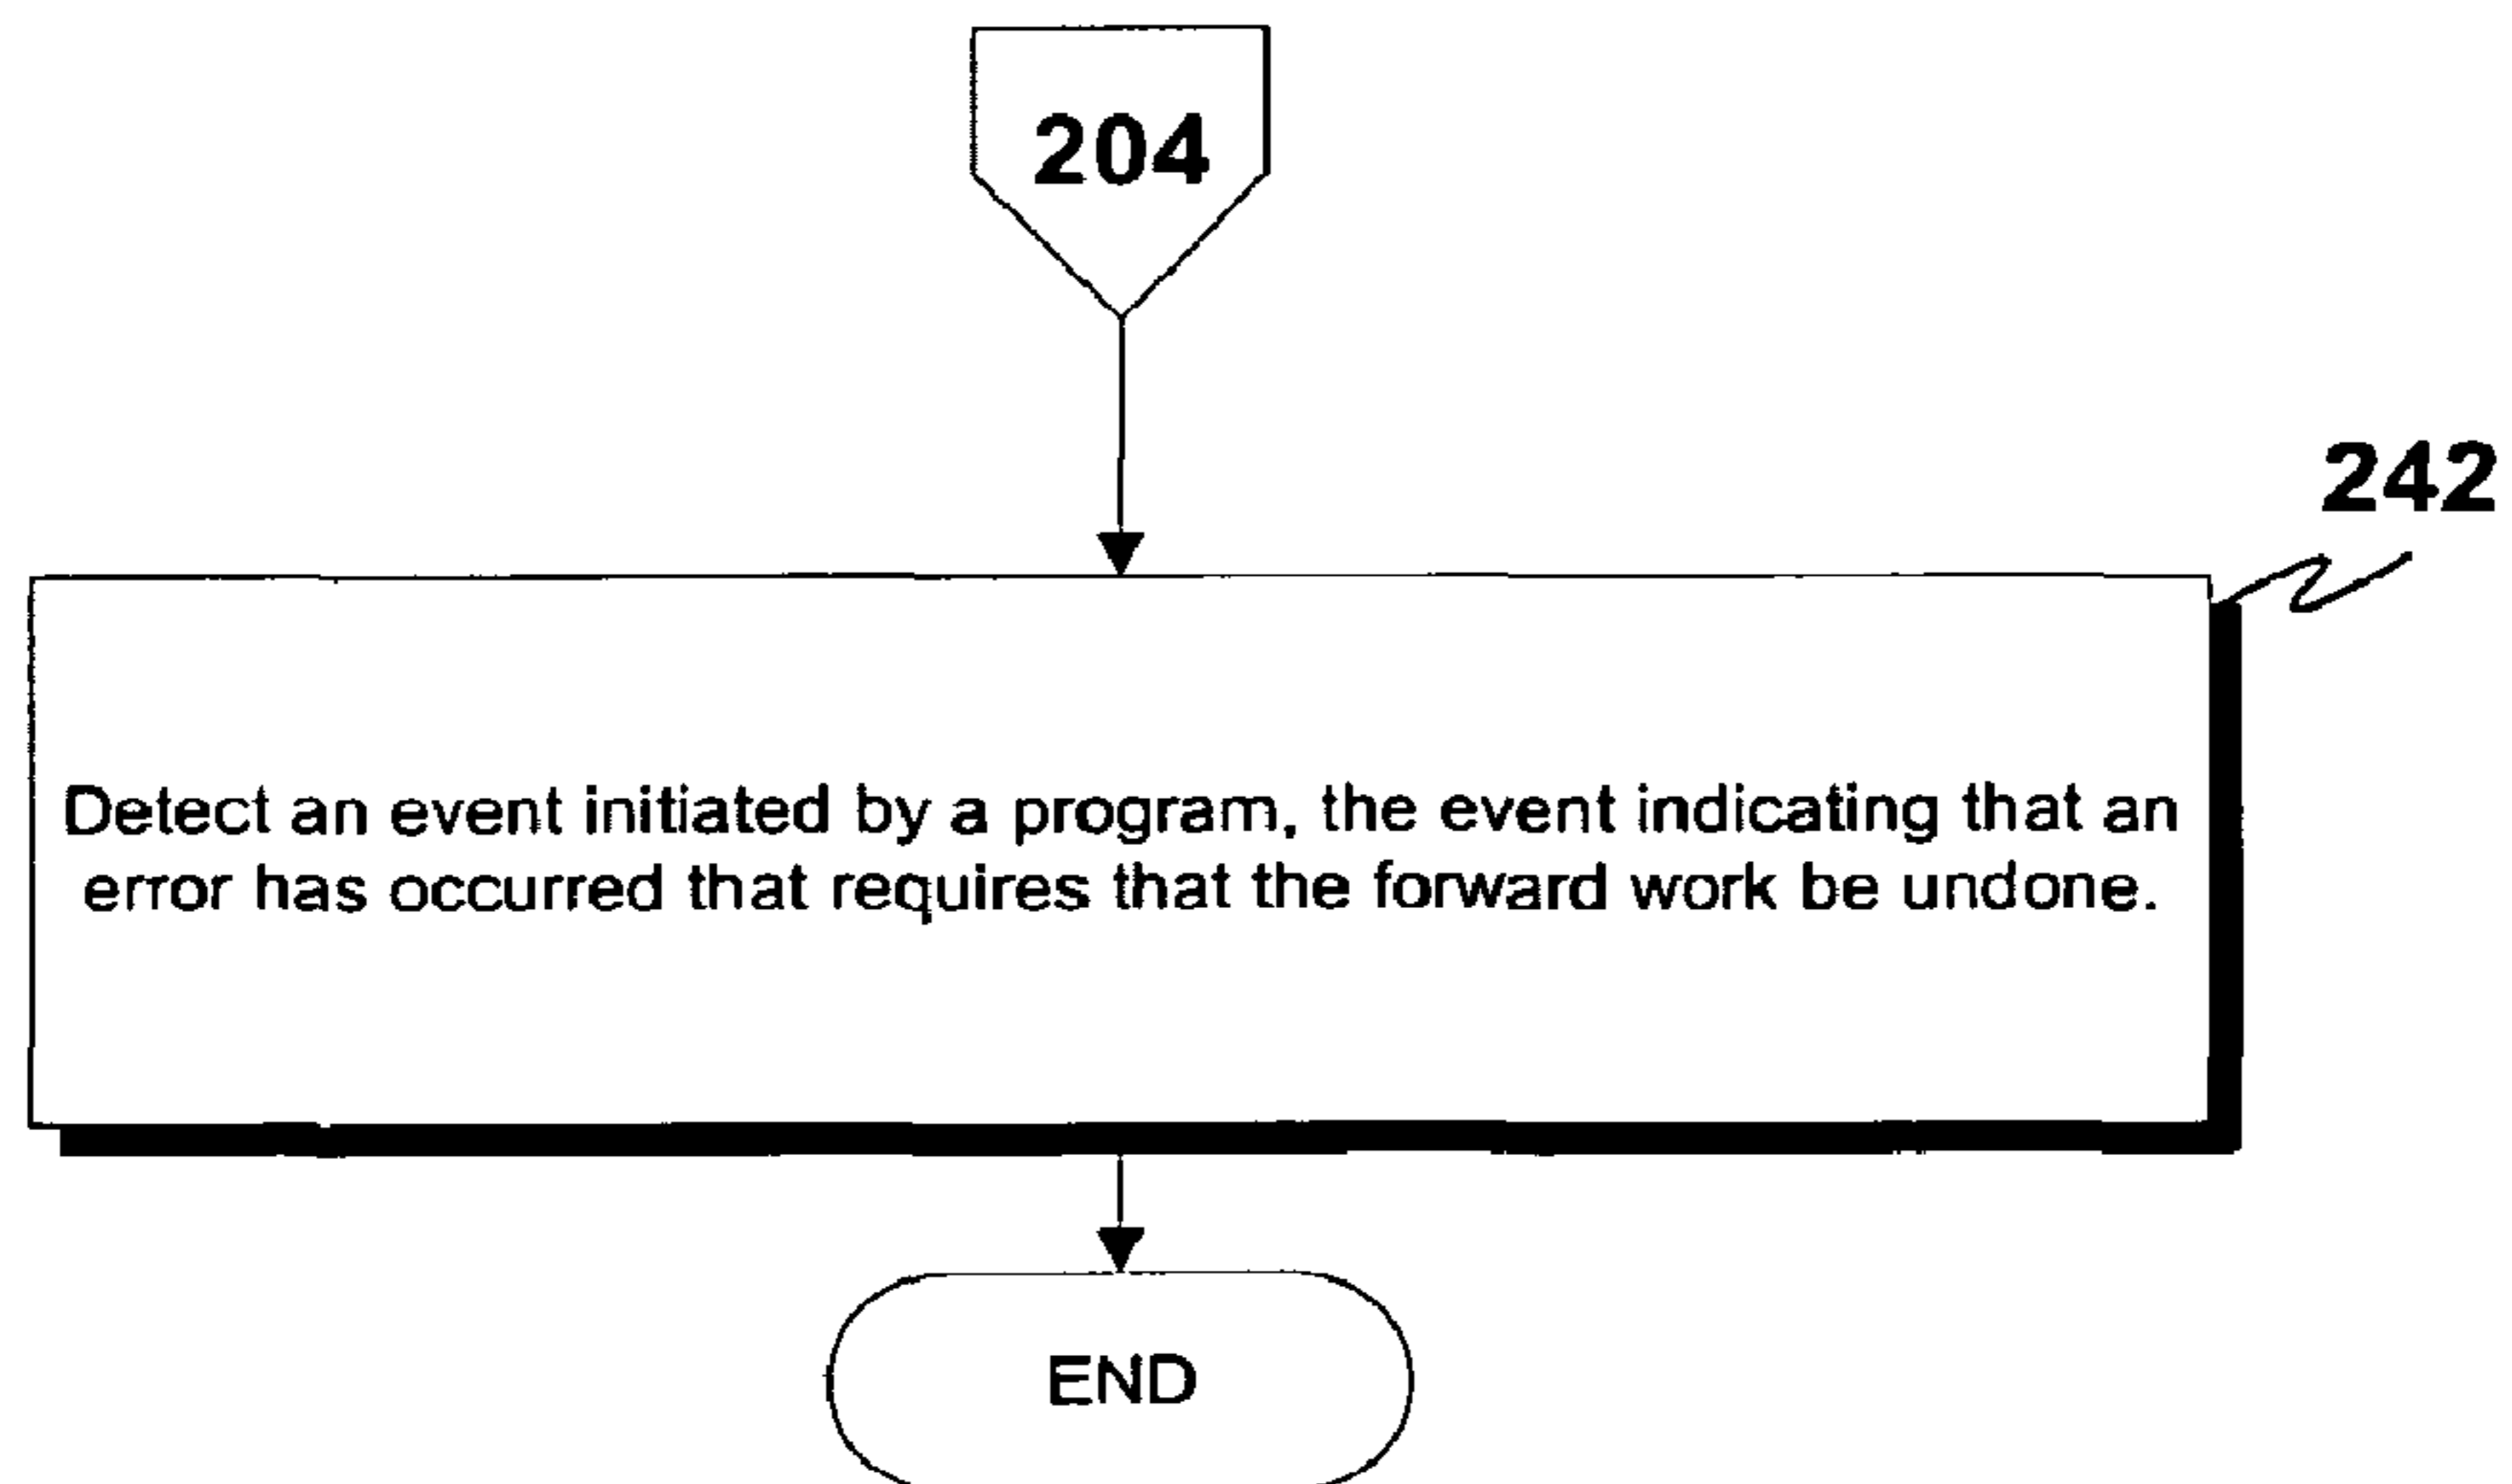 204
242
Detect an event initiated by a program, the event indicating that an
error has occurred that requires that the forward work be undone.
END